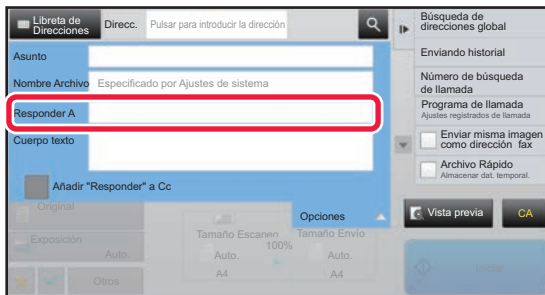 Libreta de
Direcciones
Direcc.
Pulsar para introducir la dirección
Asunto
Nombre Archivo
Especificado por Ajustes de sistema
Responder A
Cuerpo texto
Añadir "Responder" a Cc
Opciones
Original
Exposición
Auto.
Otros
Tamaño Escaneo
100%
Tamaño Envío
Auto.
A4
Auto.
A4
Búsqueda de
direcciones global
Enviando historial
Número de búsqueda
de llamada
Programa de llamada
Ajustes registrados de llamada
Enviar misma imagen
como dirección fax
Archivo Rápido
Almacenar dat. temporal.
Vista previa
CA
Iniciar